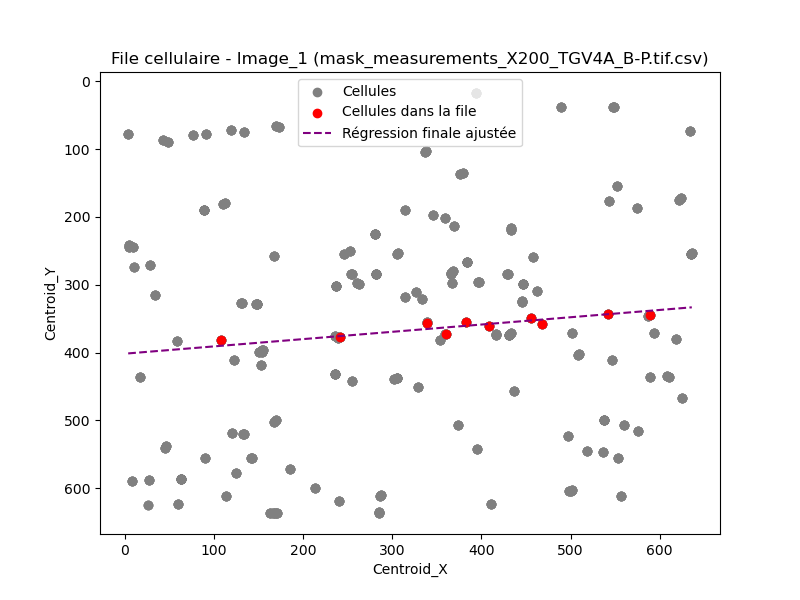 File cellulaire - Image_1 (mask_measurements_X200_TGV4A_B-P.tif.csv)
Cellules
Cellules dans la file
Régression finale ajustée
Centroid_Y
0
100
200
300
400
500
600
0 100 200 300 400 500 600
Centroid_X